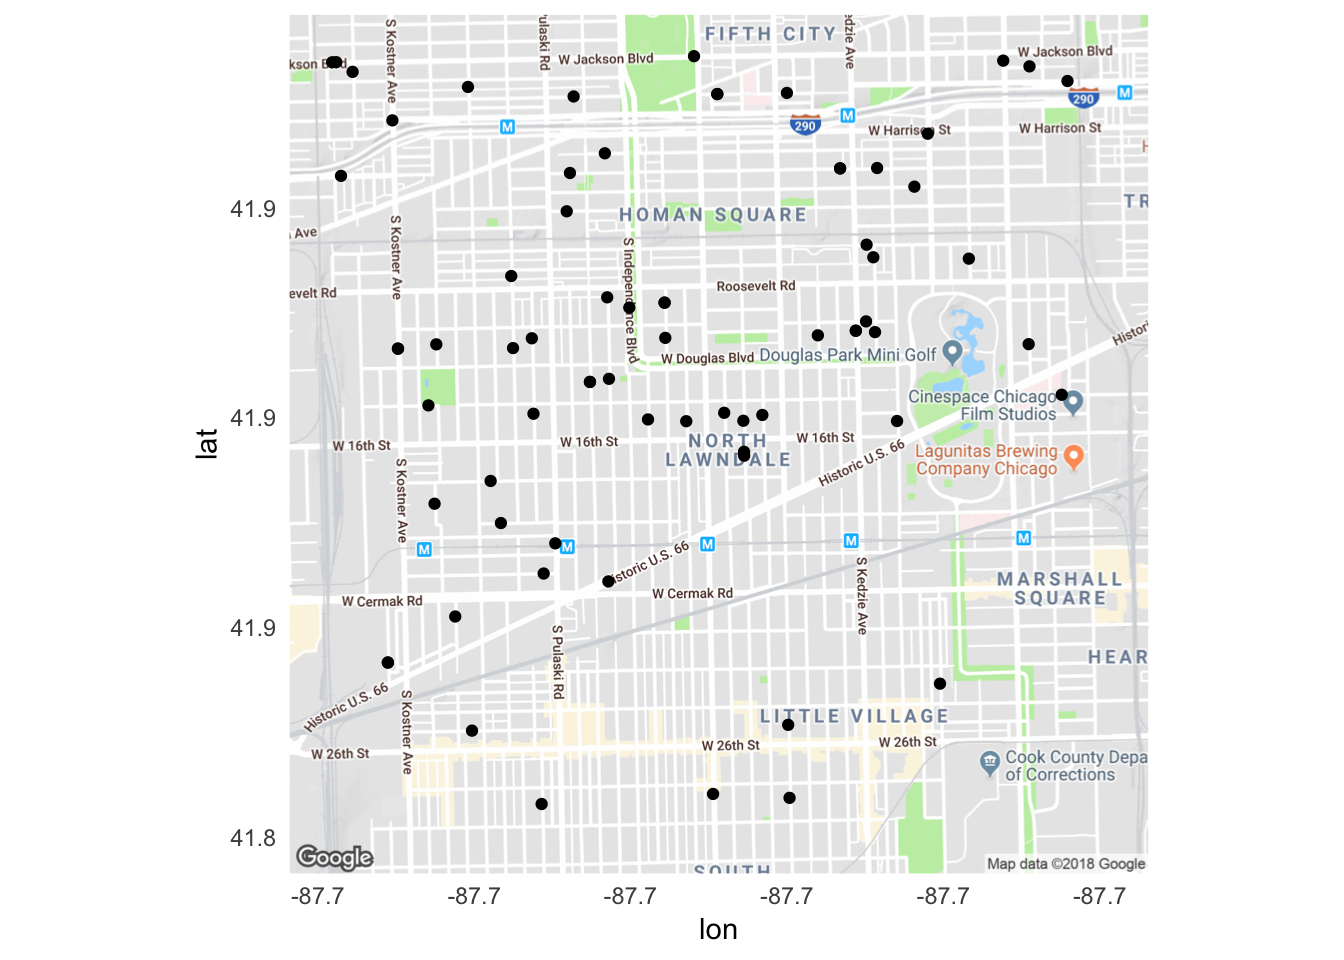 FIFTH CITY
W Jackson Blvd
W Jackson Blvd
kson Blvd
S Kostner Ave
ulaski Rd
edzie Ave
290
M
M
M
290
W Harrison St
W Harrison St
H
41.9
HOMAN SQUARE
TR
Ave
S Kostner Ave
S Independence Blvd
evelt Rd
Roosevelt Rd
Histori
W Douglas Blvd
Douglas Park Mini Golf
Cinespace Chicago
Film Studios
41.9
lat
W 16th St
W 16th St
W 16th St
NORTH
LAWNDALE
Historic U.S. 66
Lagunitas Brewing
Company Chicago
S Kostner Ave
M
M
M
M
M
Historic U.S. 66
S Kedzie Ave
MARSHALL
SQUARE
W Cermak Rd
W Cermak Rd
41.9
S Pulaski Rd
HEAR
Historic U.S. 66
S Kostner Ave
LITTLE VILLAGE
W 26th St
W 26th St
W 26th St
Cook County Depa
of Corrections
41.8
Google
SOUTH
Map data ©2018 Google
-87.7 -87.7 -87.7 -87.7 -87.7 -87.7
lon